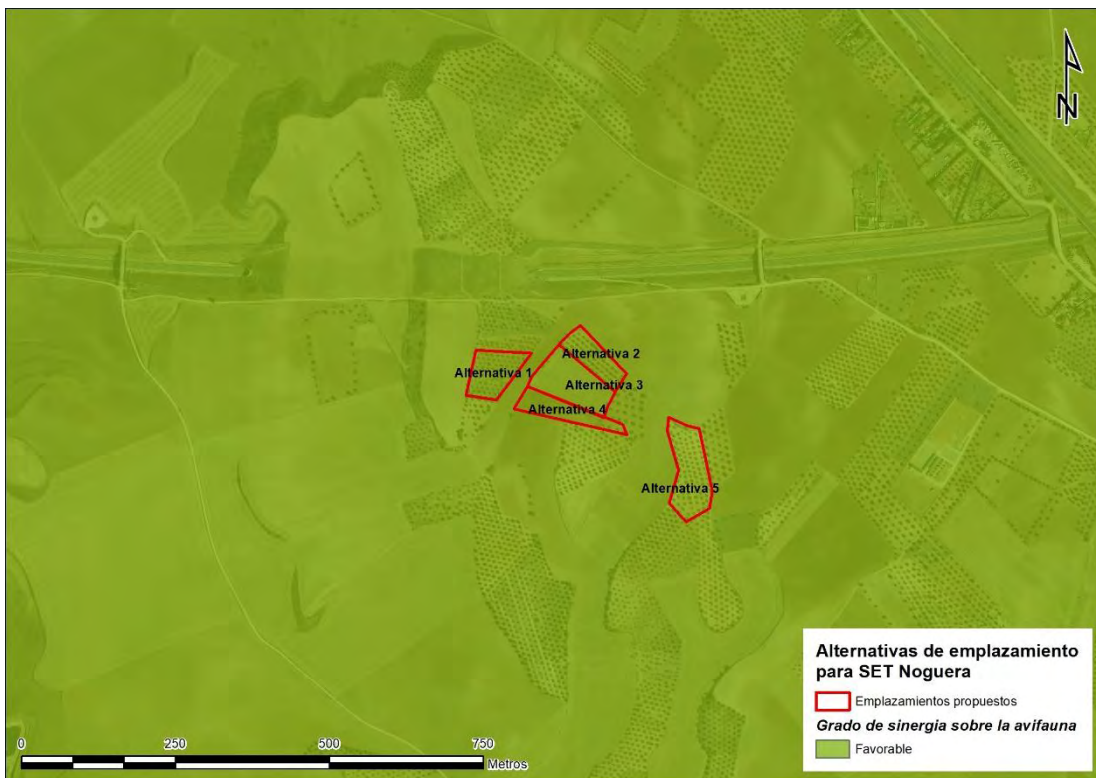 N
Alternativa 1
Alternativa 2
Alternativa 3
Alternativa 4
Alternativa 5
Alternativas de emplazamiento
para SET Noguera
Emplazamientos propuestos
Grado de sinergia sobre la avifauna
Favorable
0 250 500 750
Metros